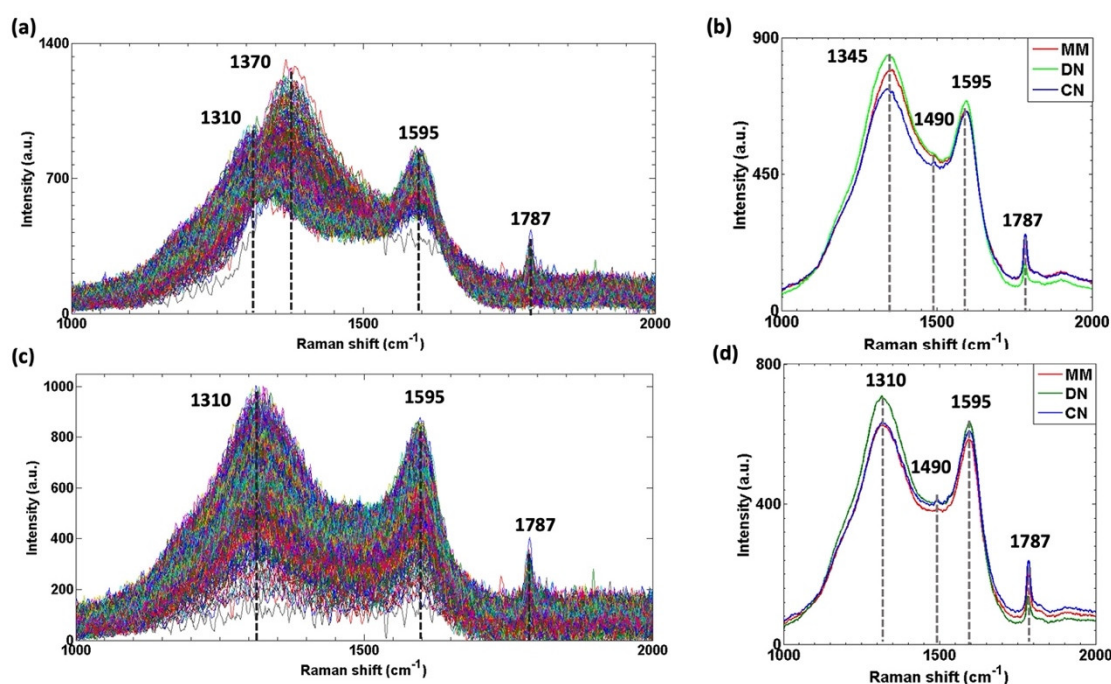 (a)
1400
700
0
1370
1310
1595
1787
1000
1500
2000
Intensity (a.u.)
Raman shift (cm-1)
(b)
900
450
0
1345
1490
1595
1787
MM
DN
CN
1000
1500
2000
Intensity (a.u.)
Raman shift (cm-1)
(c)
1000
800
600
400
200
0
1310
1595
1787
1000
1500
2000
Intensity (a.u.)
Raman shift (cm-1)
(d)
800
400
0
1310
1490
1595
1787
MM
DN
CN
1000
1500
2000
Intensity (a.u.)
Raman shift (cm-1)